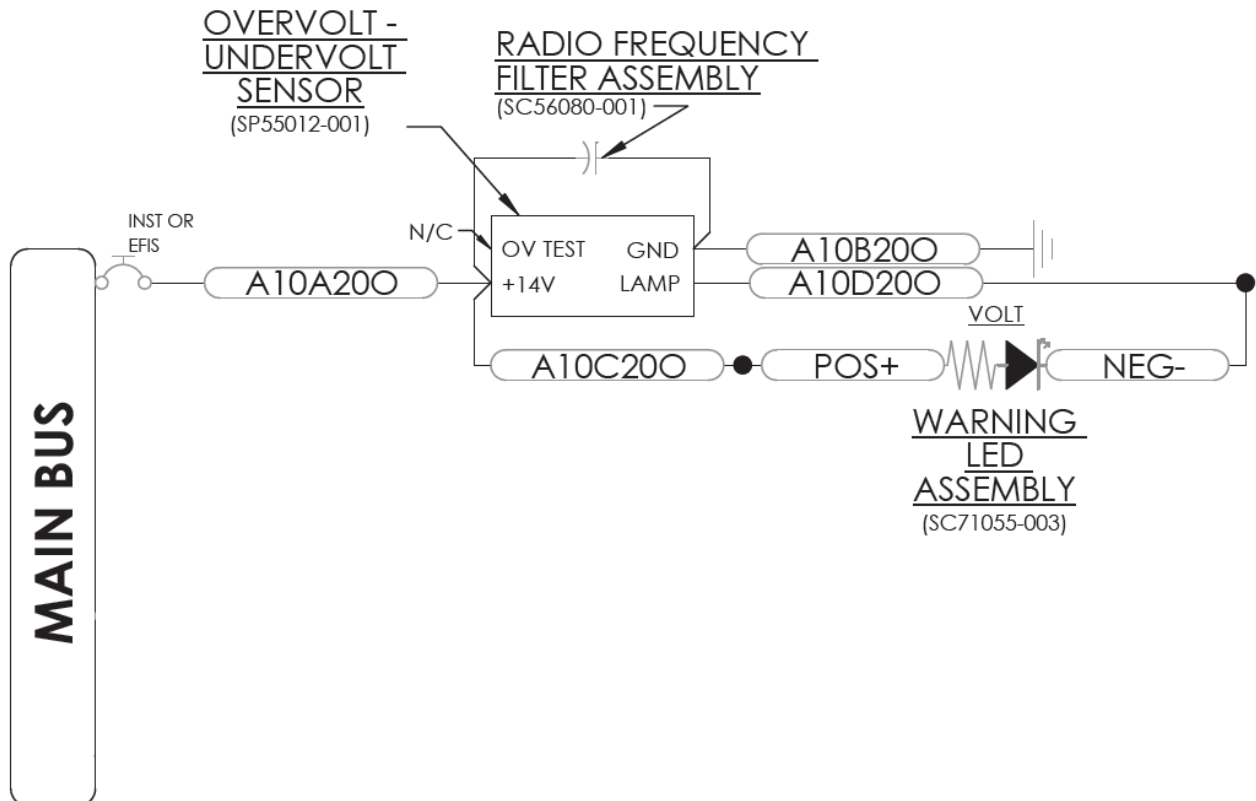 OVERVOLT -
UNDERVOLT
SENSOR
(SP55012-001)
RADIO FREQUENCY
FILTER ASSEMBLY
(SC56080-001)
INST OR
EFIS
N/C
OV TEST
GND
+14V
LAMP
A10A20O
A10B20O
A10D20O
VOLT
A10C20O
POS+
NEG-
WARNING
LED
ASSEMBLY
(SC71055-003)
MAIN BUS